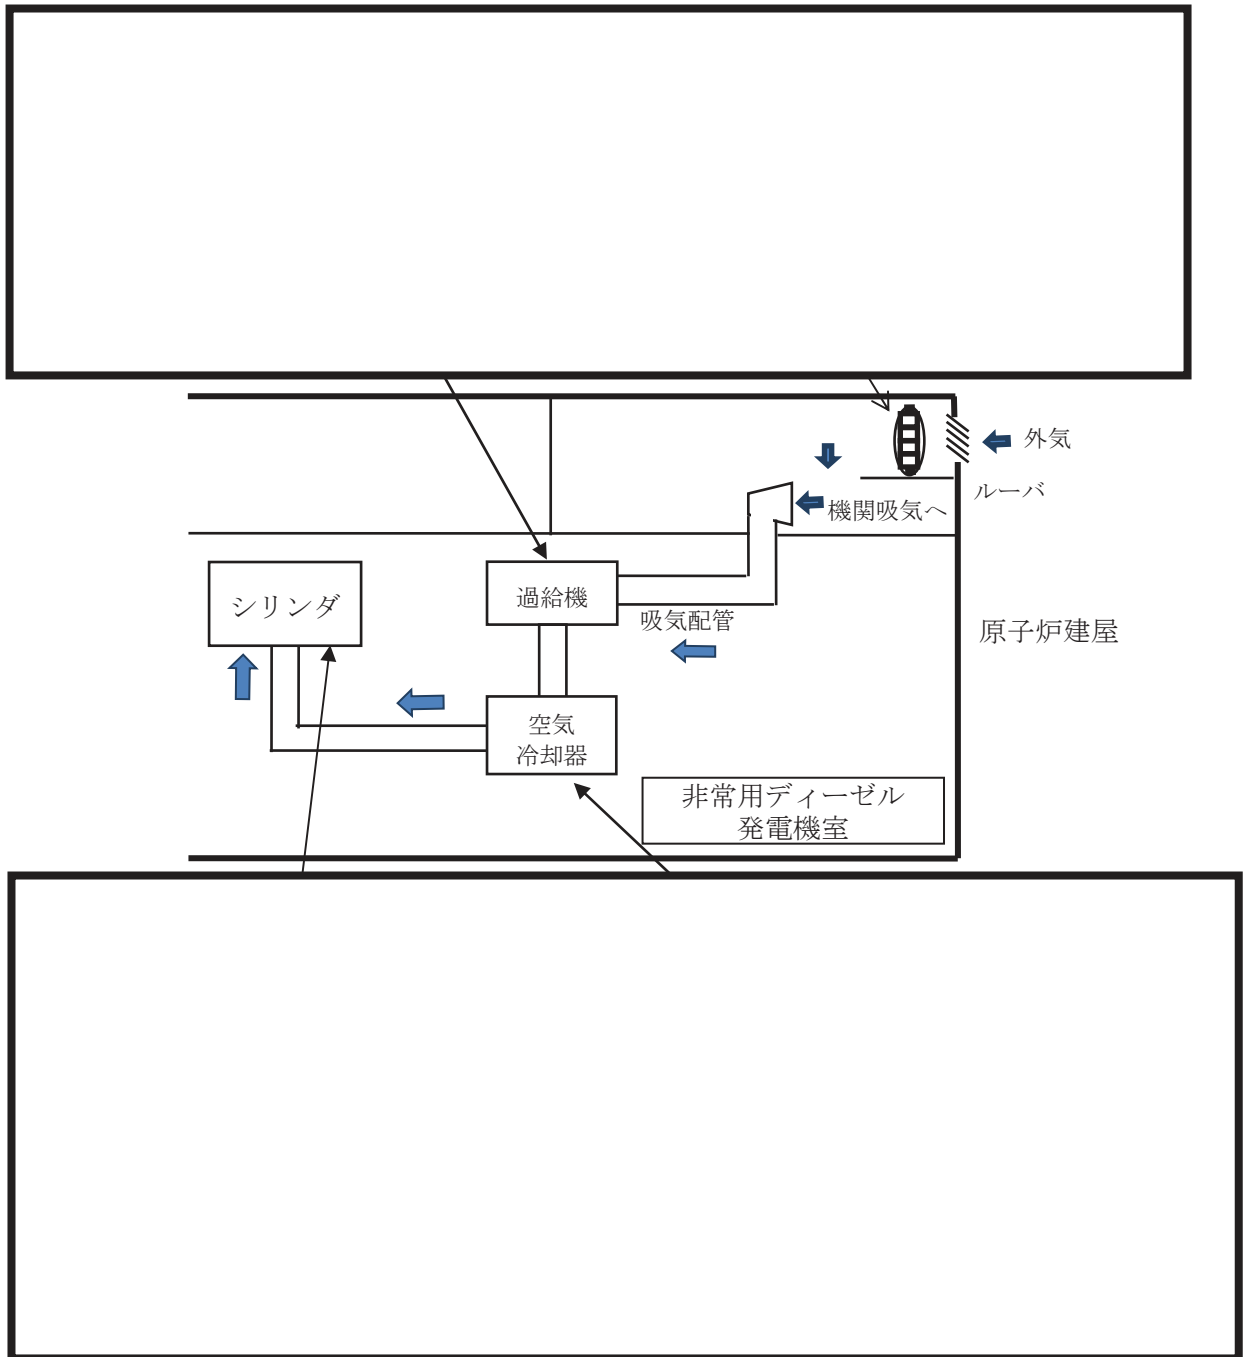 外気
ルーバ
機関吸気へ
過給機
シリンダ
吸気配管
原子炉建屋
空気
冷却器
非常用ディーゼル
発電機室